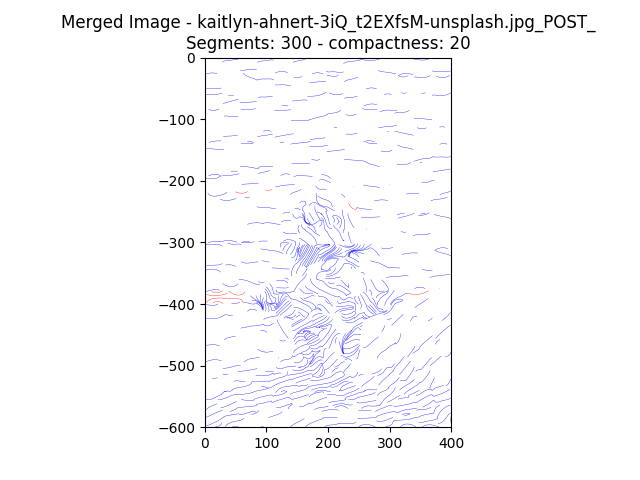 Merged Image - kaitlyn-ahnert-3iQ_t2EXfsM-unsplash.jpg_POST_
Segments: 300 - compactness: 20
0
−100
−200
−300
−400
−500
−600
0 100 200 300 400